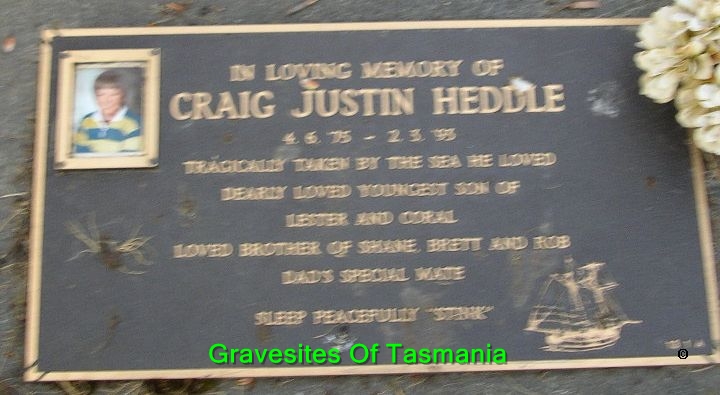 IN LOVING MEMORY OF
CRAIG JUSTIN HEDDLE
4. 6. '75 - 2. 3. '93
TRAGICALLY TAKEN BY THE SEA HE LOVED
DEARLY LOVED YOUNGEST SON OF
LESTER AND CORAL
LOVED BROTHER OF SHANE, BRETT AND ROB
DAD'S SPECIAL MATE
SLEEP PEACEFULLY
Gravesites Of Tasmania
©